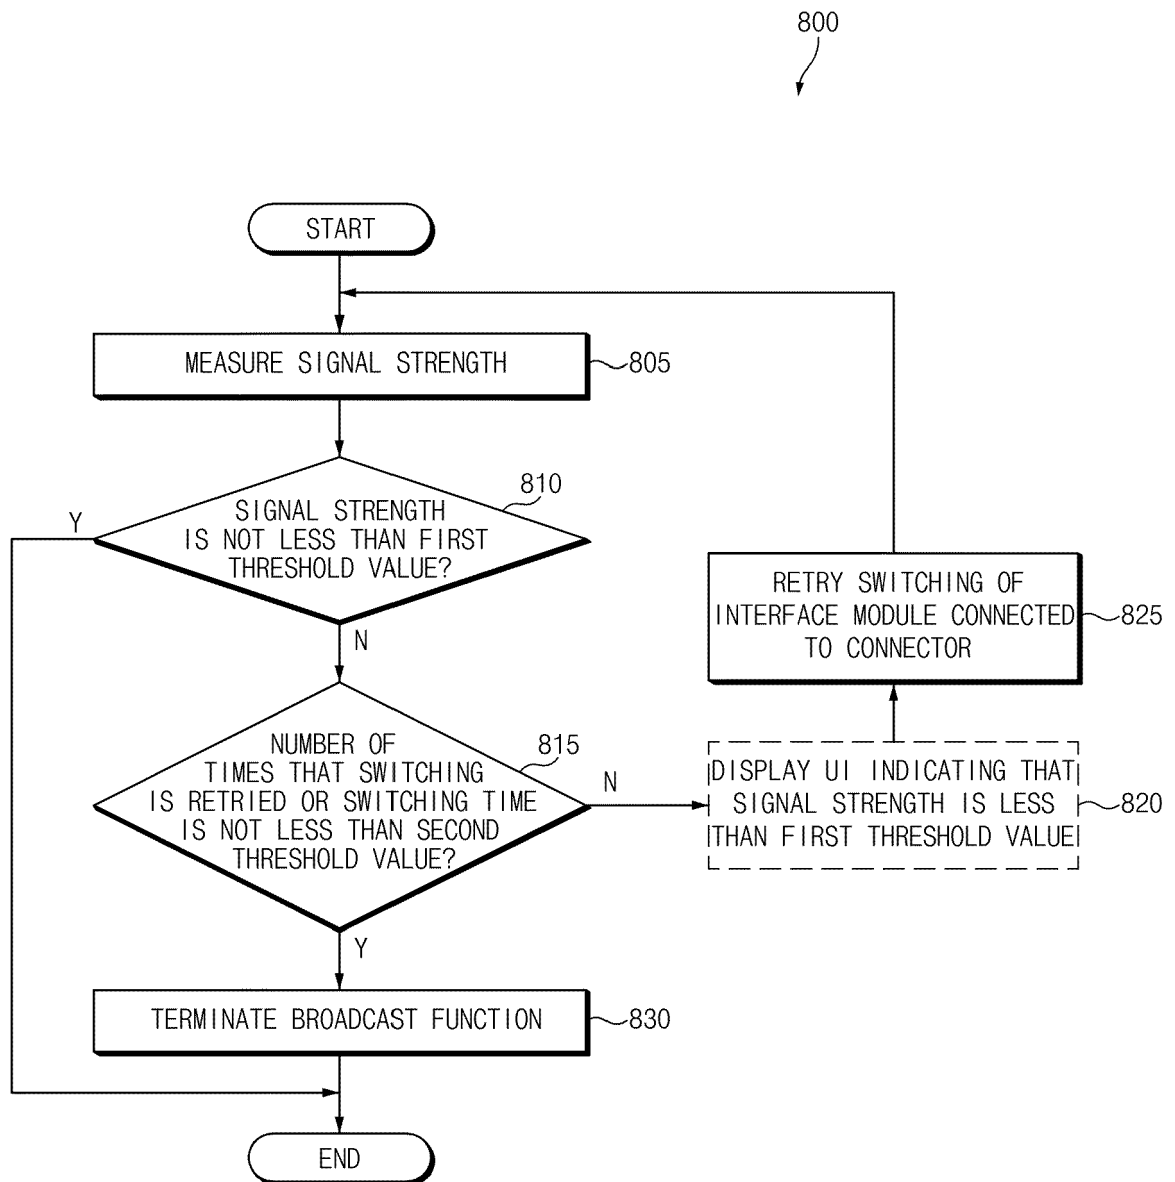 800
START
MEASURE SIGNAL STRENGTH
805
810
SIGNAL STRENGTH
IS NOT LESS THAN FIRST
THRESHOLD VALUE?
Y
N
RETRY SWITCHING OF
INTERFACE MODULE CONNECTED
TO CONNECTOR
825
815
NUMBER OF
TIMES THAT SWITCHING
IS RETRIED OR SWITCHING TIME
IS NOT LESS THAN SECOND
THRESHOLD VALUE?
N
DISPLAY UI INDICATING THAT
SIGNAL STRENGTH IS LESS
THAN FIRST THRESHOLD VALUE
820
Y
TERMINATE BROADCAST FUNCTION
830
END